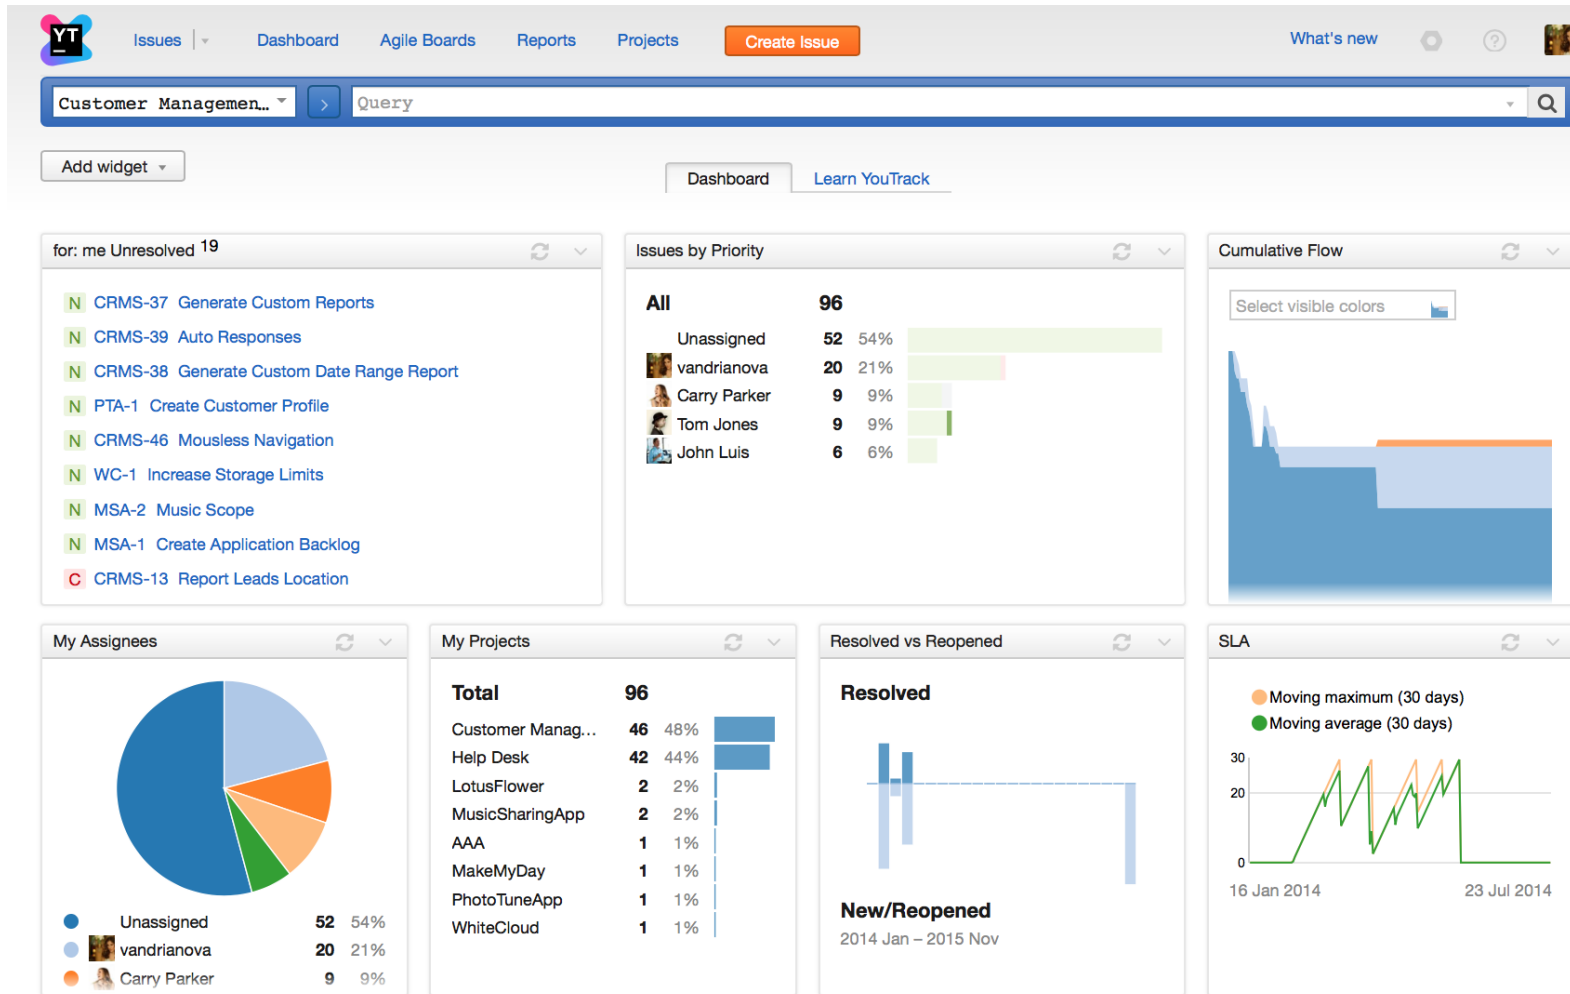 YT
Issues
Dashboard
Agile Boards
Reports
Projects
Create Issue
What's new
?
Customer Managemen…
>
Query
Add widget
Dashboard
Learn YouTrack
for: me Unresolved 19
N CRMS-37 Generate Custom Reports
N CRMS-39 Auto Responses
N CRMS-38 Generate Custom Date Range Report
N PTA-1 Create Customer Profile
N CRMS-46 Mousless Navigation
N WC-1 Increase Storage Limits
N MSA-2 Music Scope
N MSA-1 Create Application Backlog
C CRMS-13 Report Leads Location
Issues by Priority
All 96
Unassigned 52 54%
vandrianova 20 21%
Carry Parker 9 9%
Tom Jones 9 9%
John Luis 6 6%
Cumulative Flow
Select visible colors
My Assignees
Unassigned 52 54%
vandrianova 20 21%
Carry Parker 9 9%
My Projects
Total 96
Customer Manag... 46 48%
Help Desk 42 44%
LotusFlower 2 2%
MusicSharingApp 2 2%
AAA 1 1%
MakeMyDay 1 1%
PhotoTuneApp 1 1%
WhiteCloud 1 1%
Resolved vs Reopened
Resolved
New/Reopened
2014 Jan – 2015 Nov
SLA
Moving maximum (30 days)
Moving average (30 days)
30
20
0
16 Jan 2014
23 Jul 2014